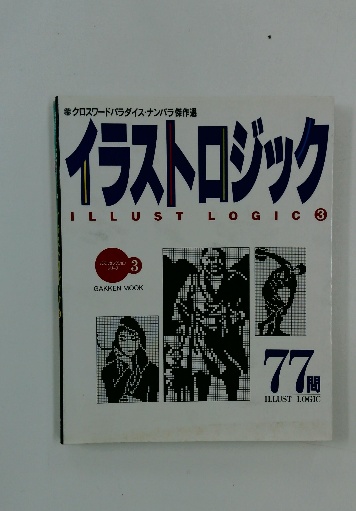 クロスワードパラダイス・ナンパラ傑作選
イラストロジック
ILLUST LOGIC 3
3
GAKKEN MOOK
77問
ILLUST LOGIC